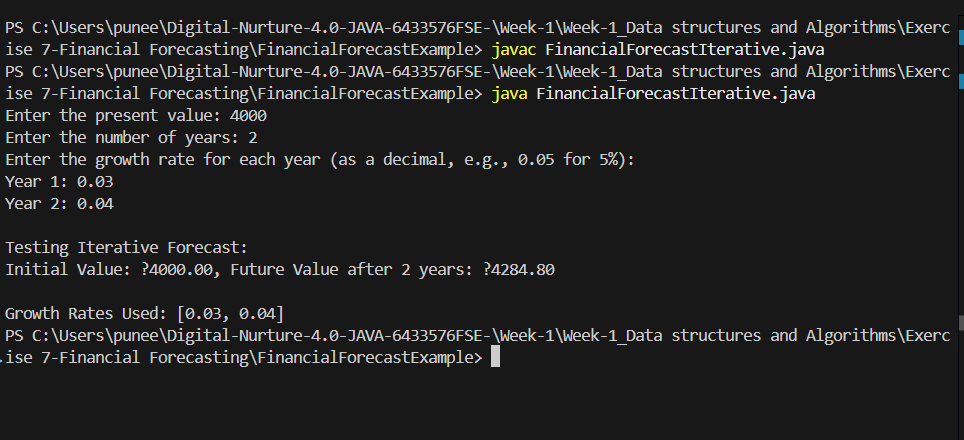 PS C:\Users\punee\Digital-Nurture-4.0-JAVA-6433576FSE-\Week-1\Week-1_Data structures and Algorithms\Exerc
ise 7-Financial Forecasting\FinancialForecastExample> javac FinancialForecastIterative.java
PS C:\Users\punee\Digital-Nurture-4.0-JAVA-6433576FSE-\Week-1\Week-1_Data structures and Algorithms\Exerc
ise 7-Financial Forecasting\FinancialForecastExample> java FinancialForecastIterative.java
Enter the present value: 4000
Enter the number of years: 2
Enter the growth rate for each year (as a decimal, e.g., 0.05 for 5%):
Year 1: 0.03
Year 2: 0.04
Testing Iterative Forecast:
Initial Value: ?4000.00, Future Value after 2 years: ?4284.80
Growth Rates Used: [0.03, 0.04]
PS C:\Users\punee\Digital-Nurture-4.0-JAVA-6433576FSE-\Week-1\Week-1_Data structures and Algorithms\Exerc
ise 7-Financial Forecasting\FinancialForecastExample>